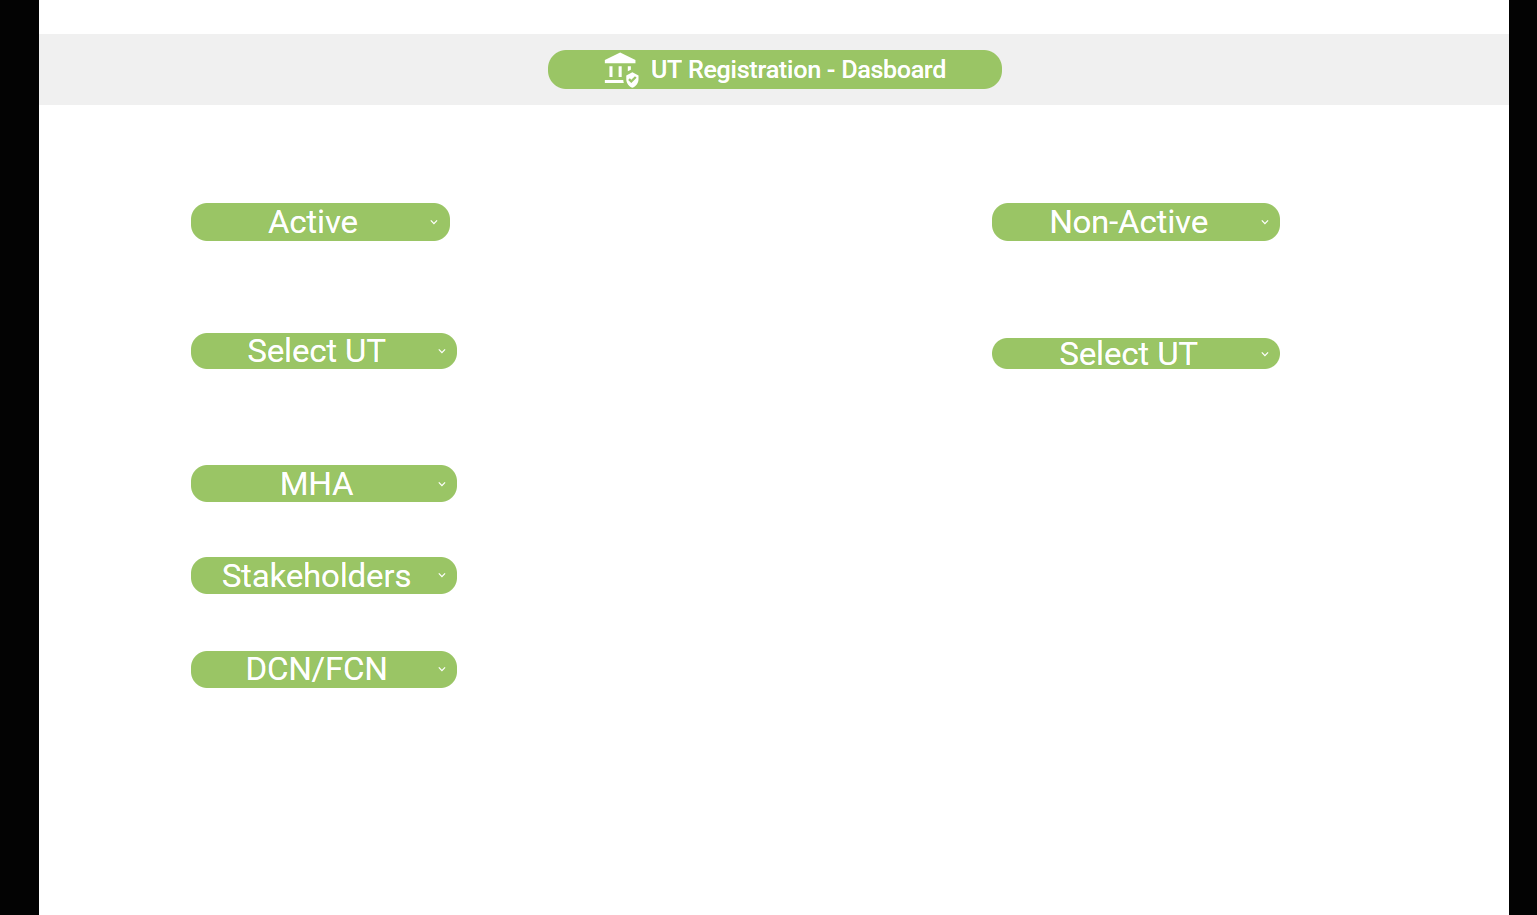 UT Registration - Dasboard
Active
Non-Active
Select UT
Select UT
MHA
Stakeholders
DCN/FCN